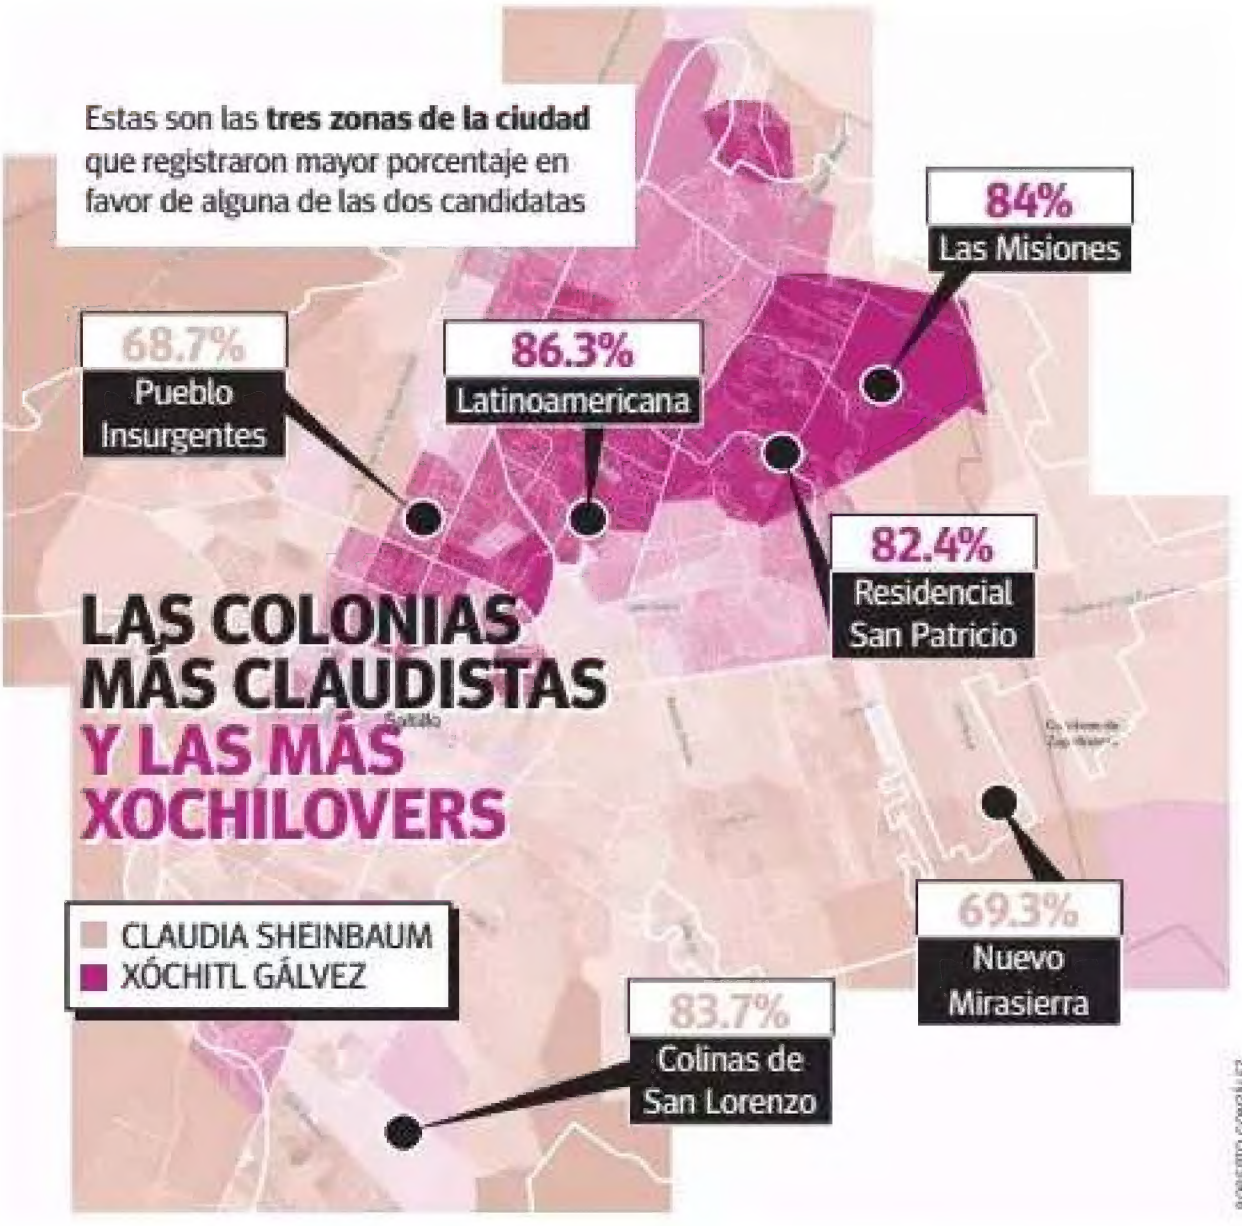 Estas son las tres zonas de la ciudad
que registraron mayor porcentaje en
favor de alguna de las dos candidatas
84%
Las Misiones
68.7%
Pueblo
Insurgentes
86.3%
Latinoamericana
82.4%
Residencial
San Patricio
LAS COLONIAS
MÁS CLAUDISTAS
Y LAS MÁS
XOCHILOVERS
Saltillo
69.3%
Nuevo
Mirasierra
CLAUDIA SHEINBAUM
XÓCHITL GÁLVEZ
83.7%
Colinas de
San Lorenzo